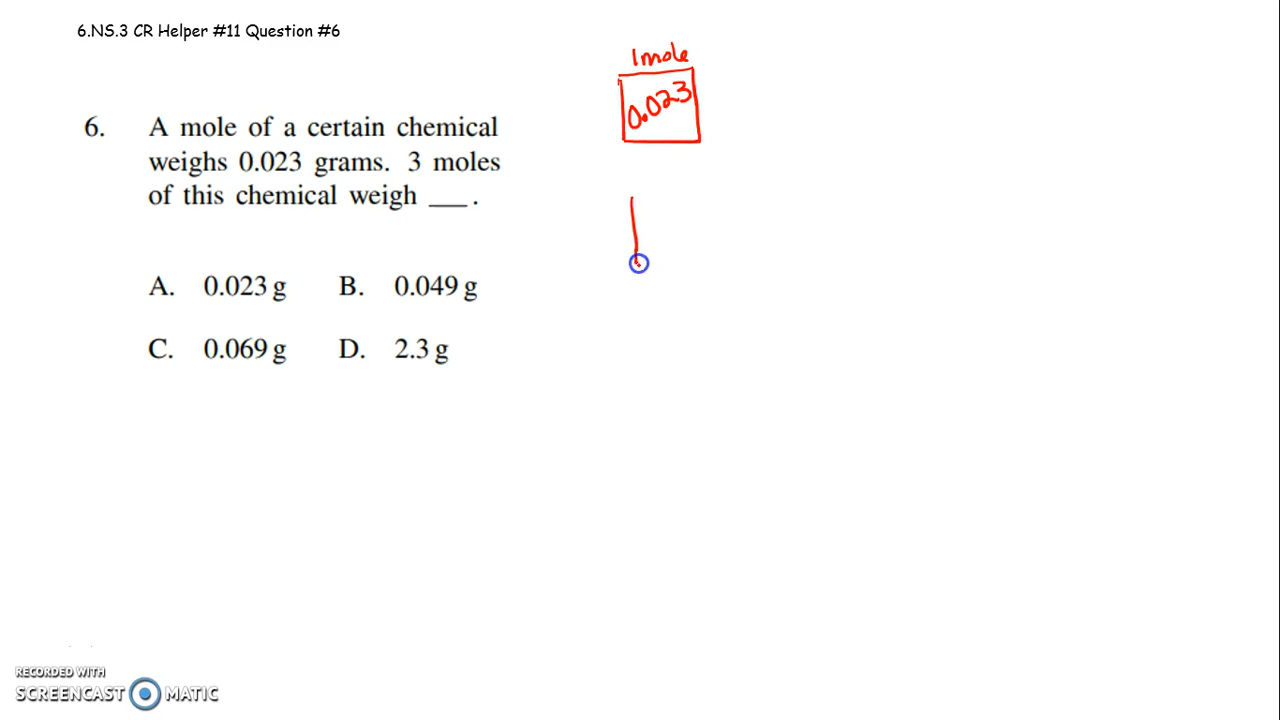 6.NS.3 CR Helper #11 Question #6
1mole
0.023
6. A mole of a certain chemical
weighs 0.023 grams. 3 moles
of this chemical weigh ___.
A. 0.023 g B. 0.049 g
C. 0.069 g D. 2.3 g
RECORDED WITH
SCREENCAST MATIC